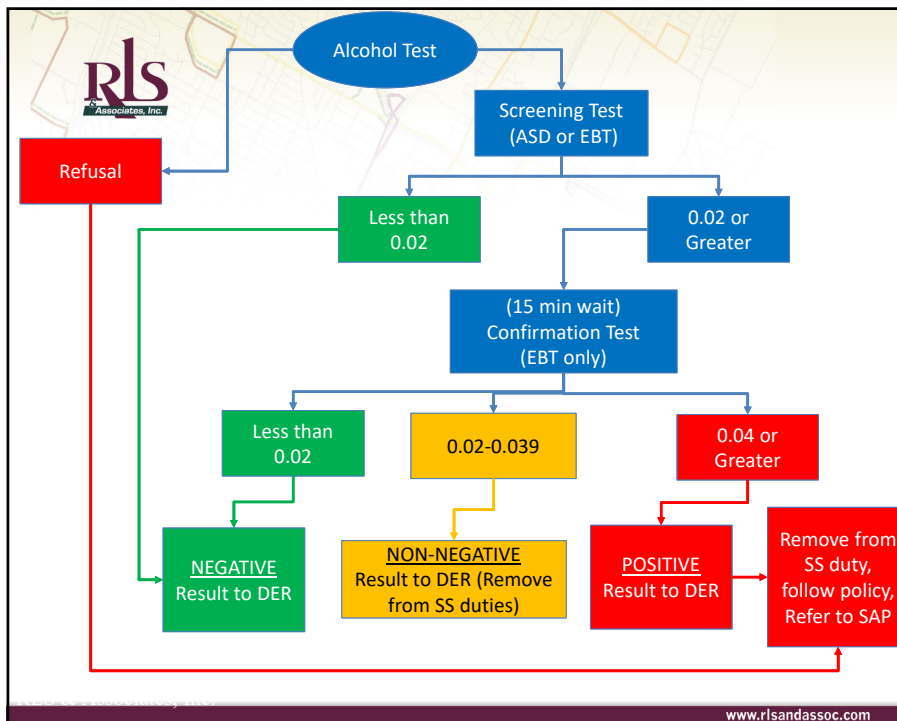 RLS
& Associates, Inc.
Alcohol Test
Screening Test
(ASD or EBT)
Refusal
Less than
0.02
0.02 or
Greater
(15 min wait)
Confirmation Test
(EBT only)
Less than
0.02
0.02-0.039
0.04 or
Greater
NEGATIVE
Result to DER
NON-NEGATIVE
Result to DER (Remove
from SS duties)
POSITIVE
Result to DER
Remove from
SS duty,
follow policy,
Refer to SAP
RLS & Associates, Inc.
www.rlsandassoc.com